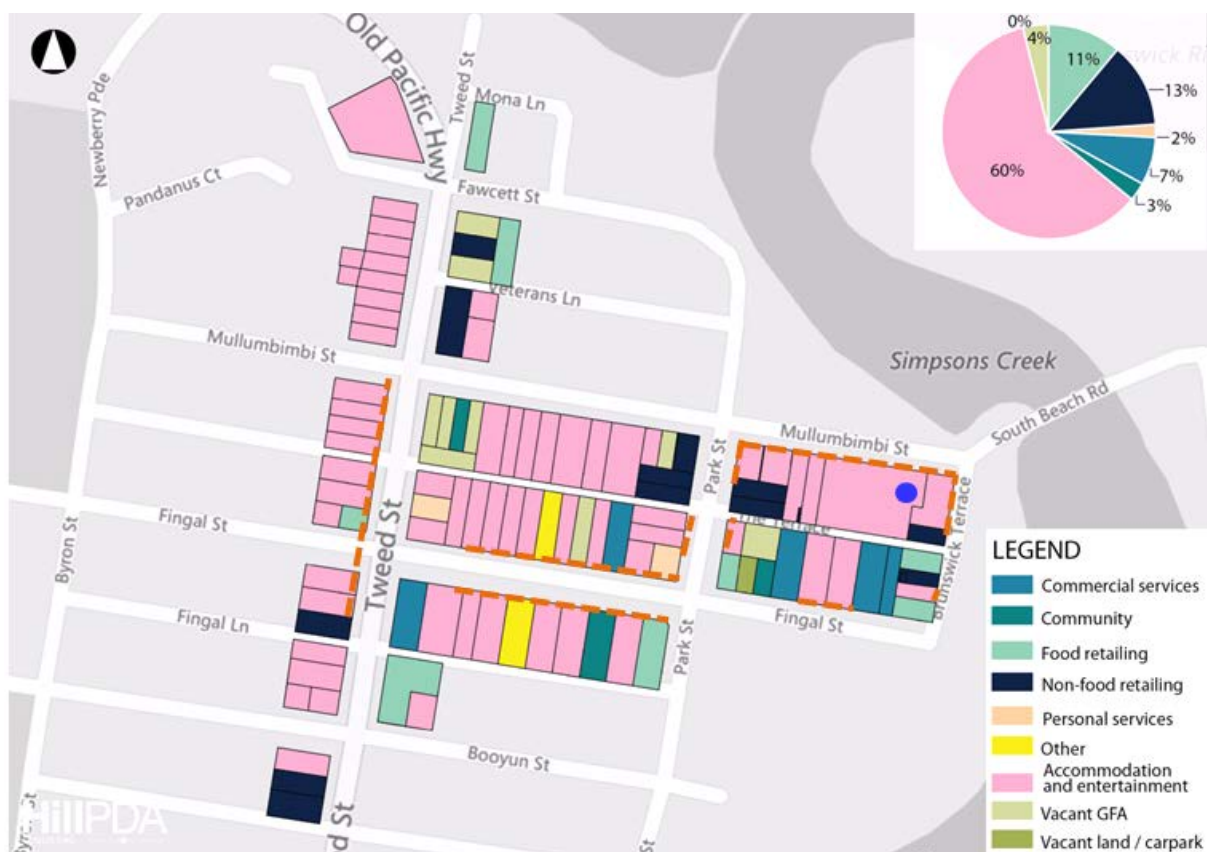 Old Pacific Hwy
Tweed St
Mona Ln
Newberry Pde
Pandanus Ct
Fawcett St
Veterans Ln
Mullumbimbi St
Simpsons Creek
South Beach Rd
Mullumbimbi St
Park St
The Terrace
Brunswick Terrace
Fingal St
Tweed St
Byron St
Fingal Ln
Fingal St
Park St
Booyun St
d St
St
HillPDA
0%
4%
11%
13%
2%
7%
3%
60%
LEGEND
Commercial services
Community
Food retailing
Non-food retailing
Personal services
Other
Accommodation
and entertainment
Vacant GFA
Vacant land / carpark